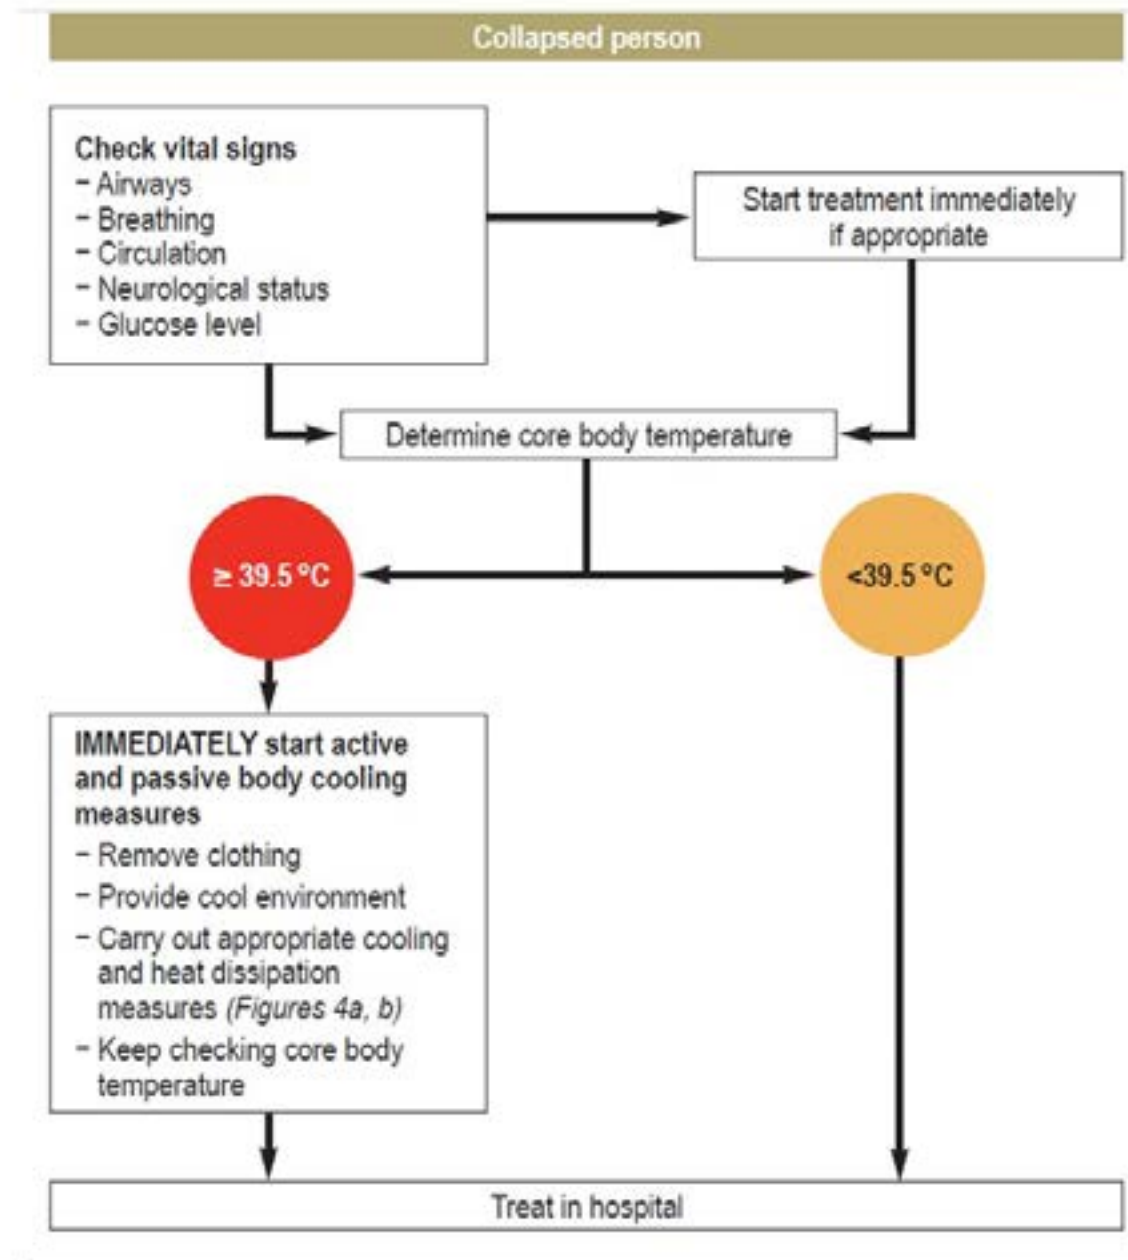 Collapsed person
Check vital signs
– Airways
– Breathing
– Circulation
– Neurological status
– Glucose level
Start treatment immediately
if appropriate
Determine core body temperature
≥ 39.5 ºC
<39.5 ºC
IMMEDIATELY start active
and passive body cooling
measures
– Remove clothing
– Provide cool environment
– Carry out appropriate cooling
and heat dissipation
measures (Figures 4a, b)
– Keep checking core body
temperature
Treat in hospital